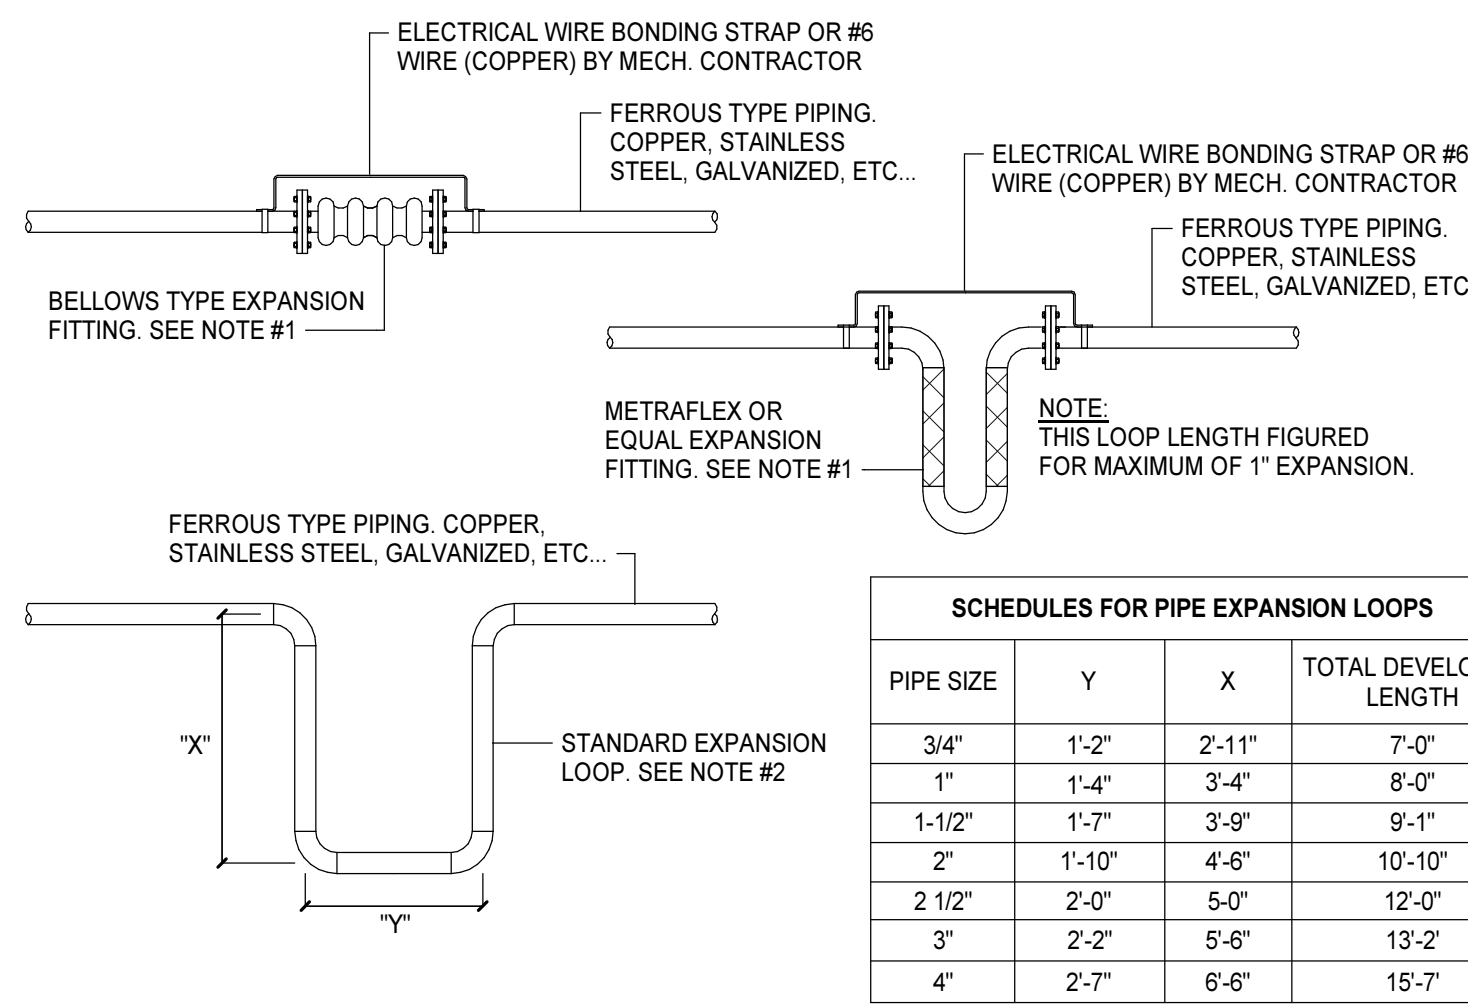 ELECTRICAL WIRE BONDING STRAP OR #6
WIRE (COPPER) BY MECH. CONTRACTOR
FERROUS TYPE PIPING.
COPPER, STAINLESS
STEEL, GALVANIZED, ETC...
BELLOWS TYPE EXPANSION
FITTING. SEE NOTE #1
ELECTRICAL WIRE BONDING STRAP OR #6
WIRE (COPPER) BY MECH. CONTRACTOR
FERROUS TYPE PIPING.
COPPER, STAINLESS
STEEL, GALVANIZED, ETC
METRAFLEX OR
EQUAL EXPANSION
FITTING. SEE NOTE #1
NOTE:
THIS LOOP LENGTH FIGURED
FOR MAXIMUM OF 1" EXPANSION.
FERROUS TYPE PIPING. COPPER,
STAINLESS STEEL, GALVANIZED, ETC...
"X"
STANDARD EXPANSION
LOOP. SEE NOTE #2
"Y"
SCHEDULES FOR PIPE EXPANSION LOOPS
PIPE SIZE Y X TOTAL
LENGTH
3/4" 1'-2" 2'-11" 7'-0"
1" 1'-4" 3'-4" 8'-0"
1-1/2" 1'-7" 3'-9" 9'-1"
2" 1'-10" 4'-6" 10'-10"
2 1/2" 2'-0" 5-0" 12'-0"
3" 2'-2" 5'-6" 13'-2'
4" 2'-7" 6'-6" 15'-7'